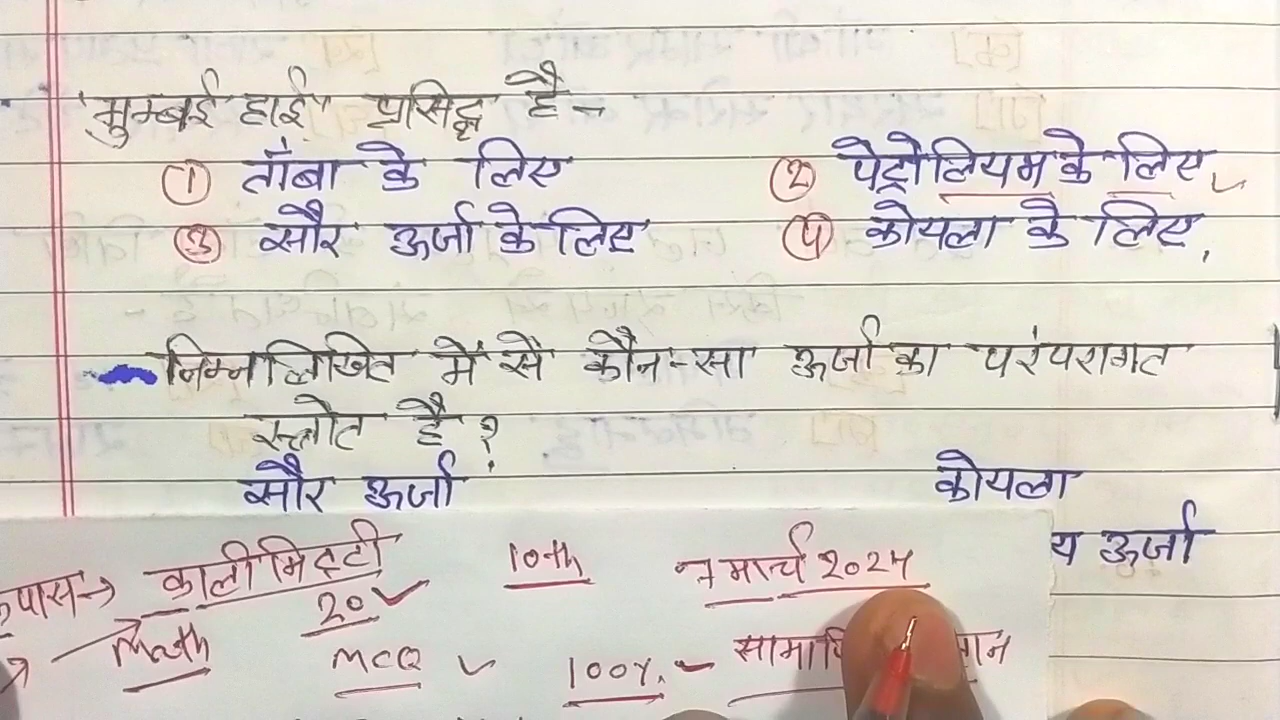 'मुम्बई हाई' प्रसिद्ध है -
① ताँबा के लिए ② पेट्रोलियम के लिए
③ सौर ऊर्जा के लिए ④ कोयला के लिए
निम्नलिखित में से कौन-सा ऊर्जा का परंपरागत
स्त्रोत है?
सौर ऊर्जा कोयला
य ऊर्जा
काली मिट्टी 10th मार्च 2024
20
Math MCQ 100%